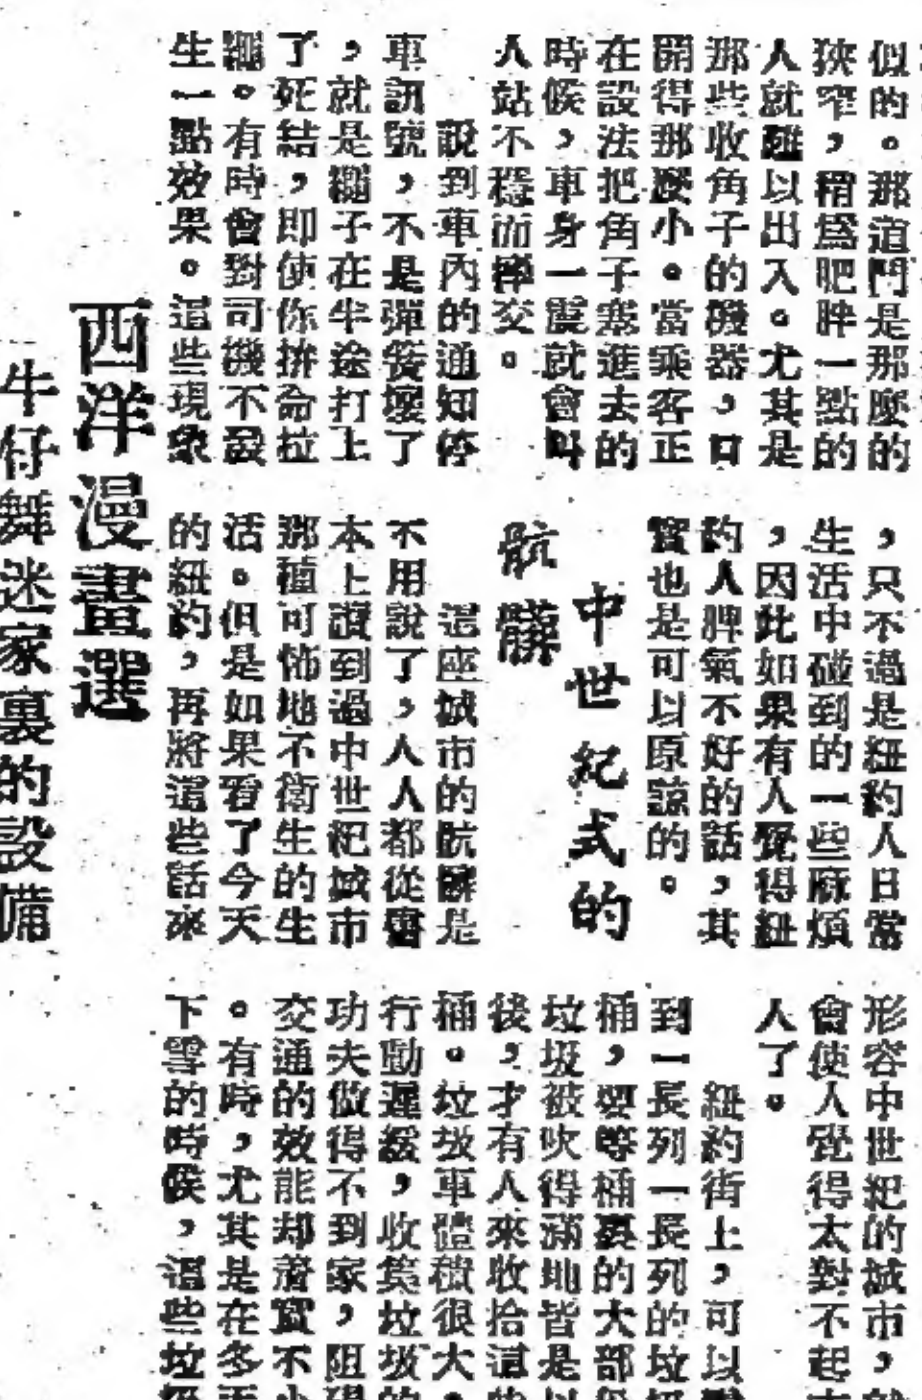 似的。那道門是那麼的
狹窄，稍爲肥胖一點的
人就難以出入。尤其是
那些收角子的機器，口
開得那麼小。當乘客正
在設法把角子塞進去的
時候，車身一震就會叫
人站不穩而摔交。
說到車內的通知停
車訊號，不是彈簧壞了
，就是繩子在半途打上
了死結，即使你拚命拉
繩。有時會對司機不發
生一點效果。這些現象
，只不過是紐約人日常
生活中碰到的一些麻煩
，因此如果有人覺得紐
約人脾氣不好的話，其
實也是可以原諒的。
中世紀式的
骯髒
這座城市的骯髒是
不用說了，人人都從書
本上讀到過中世紀城市
那種可怖地不衛生的生
活。但是如果看了今天
的紐約，再將這些話來
形容中世紀的城市，
會使人覺得太對不起
人了。
紐約街上，可以
到一長列一長列的垃
桶，要等桶裏的大部
垃圾被吹得滿地皆是以
後，才有人來收拾這
桶。垃圾車體積很大，
行動遲緩，收集垃圾的
功夫做得不到家，阻
交通的效能却着實不
。有時，尤其是在冬
下雪的時候，這些垃
西洋漫畫選
牛仔舞迷家裏的設備